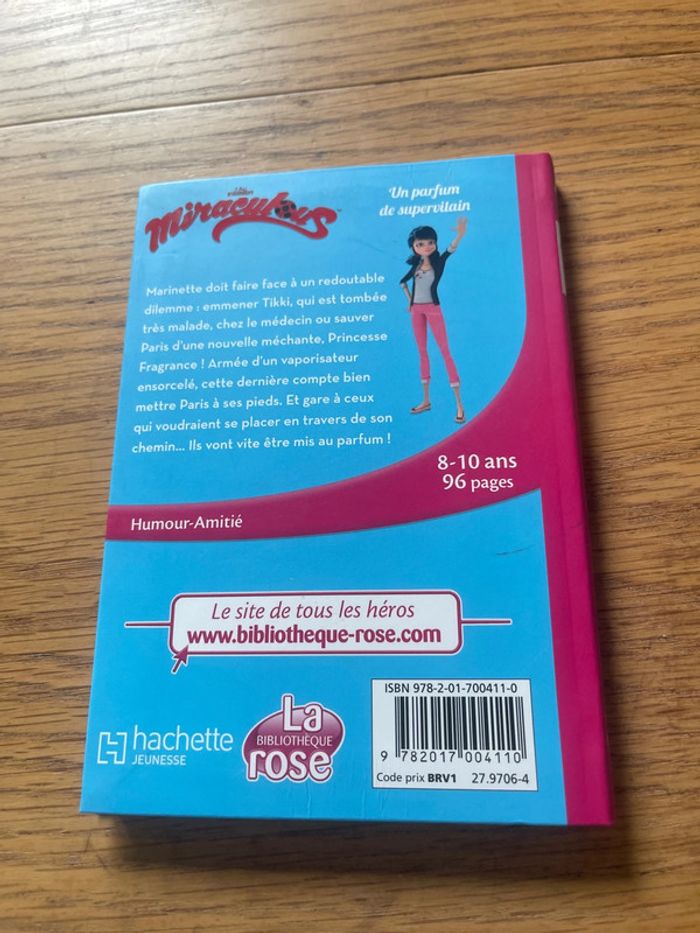 Miraculous
Un parfum
de supervilain
Marinette doit faire face à un redoutable
dilemme : emmener Tikki, qui est tombée
très malade, chez le médecin ou sauver
Paris d'une nouvelle méchante, Princesse
Fragrance ! Armée d'un vaporisateur
ensorcelé, cette dernière compte bien
mettre Paris à ses pieds. Et gare à ceux
qui voudraient se placer en travers de son
chemin... Ils vont vite être mis au parfum !
8-10 ans
96 pages
Humour-Amitié
Le site de tous les héros
www.bibliotheque-rose.com
hachette
JEUNESSE
La
BIBLIOTHÈQUE
rose
ISBN 978-2-01-700411-0
9 782017 004110
Code prix BRV1 27.9706-4